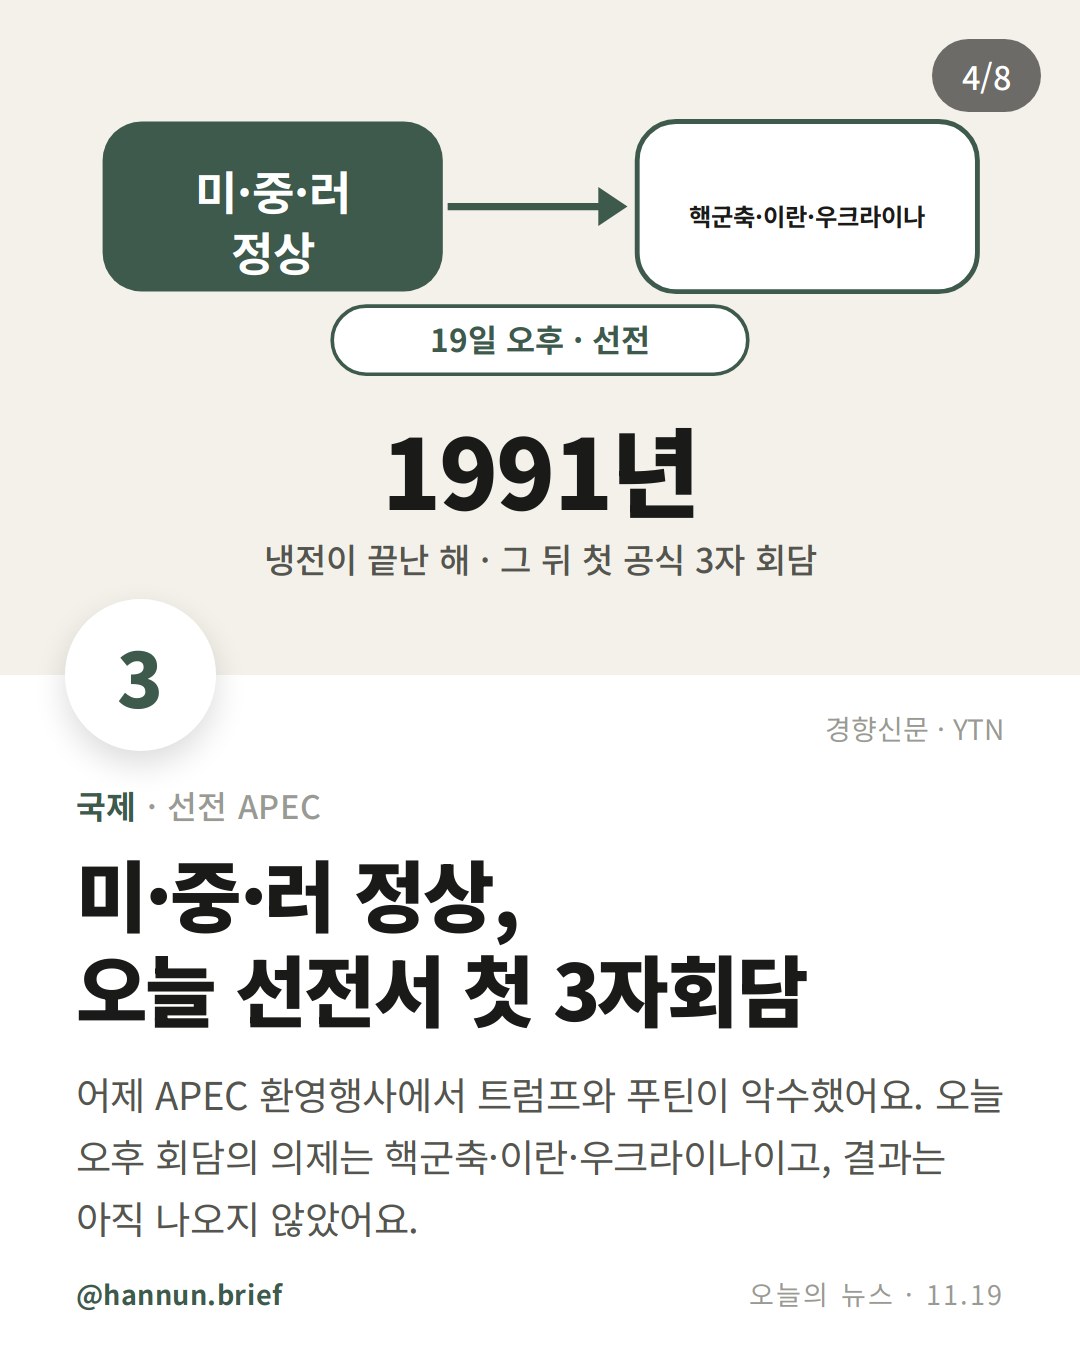 4/8
미·중·러
정상
핵군축·이란·우크라이나
19일 오후 · 선전
1991년
냉전이 끝난 해 · 그 뒤 첫 공식 3자 회담
3
경향신문 · YTN
국제 · 선전 APEC
미·중·러 정상,
오늘 선전서 첫 3자회담
어제 APEC 환영행사에서 트럼프와 푸틴이 악수했어요. 오늘
오후 회담의 의제는 핵군축·이란·우크라이나이고, 결과는
아직 나오지 않았어요.
@hannun.brief
오늘의 뉴스 · 11.19